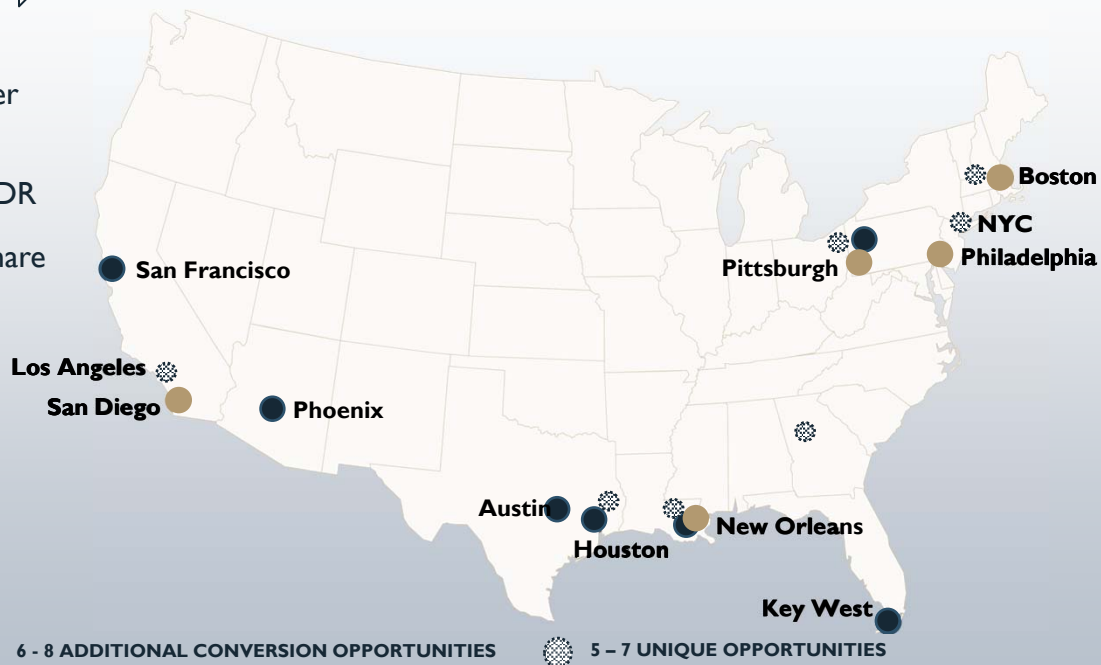 er
DR
hare
Boston
NYC
Philadelphia
Pittsburgh
San Francisco
Los Angeles
San Diego
Phoenix
Austin
New Orleans
Houston
Key West
6 - 8 ADDITIONAL CONVERSION OPPORTUNITIES
5 – 7 UNIQUE OPPORTUNITIES